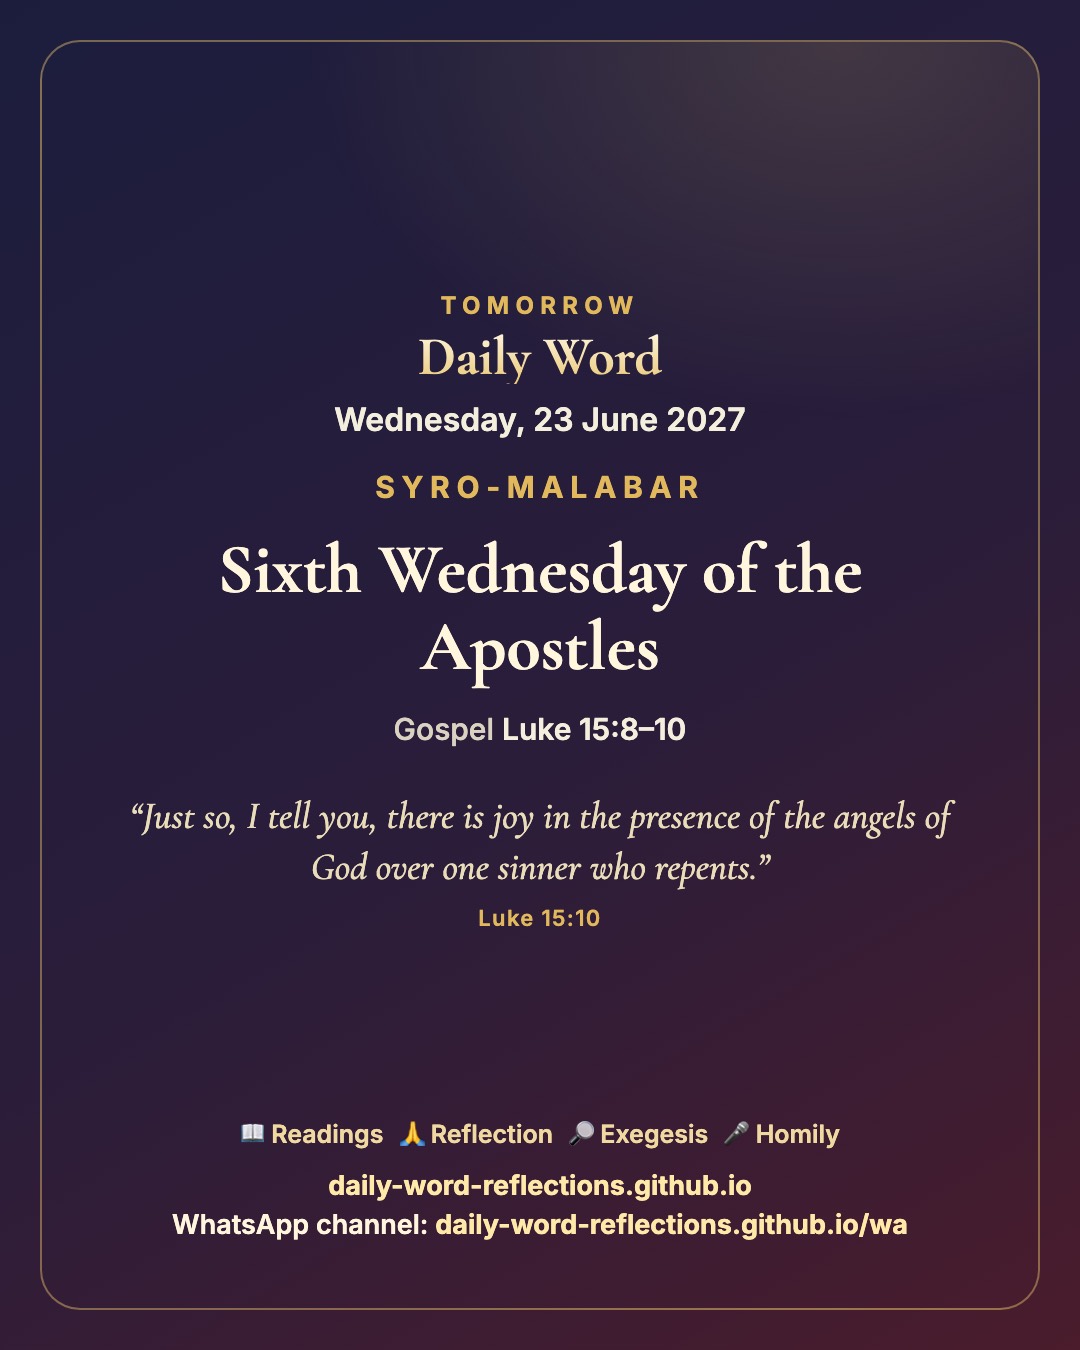 TOMORROW
Daily Word
Wednesday, 23 June 2027
SYRO-MALABAR
Sixth Wednesday of the
Apostles
Gospel Luke 15:8–10
“Just so, I tell you, there is joy in the presence of the angels of
God over one sinner who repents.”
Luke 15:10
📖 Readings 🙏 Reflection 🔎 Exegesis 🎤 Homily
daily-word-reflections.github.io
WhatsApp channel: daily-word-reflections.github.io/wa